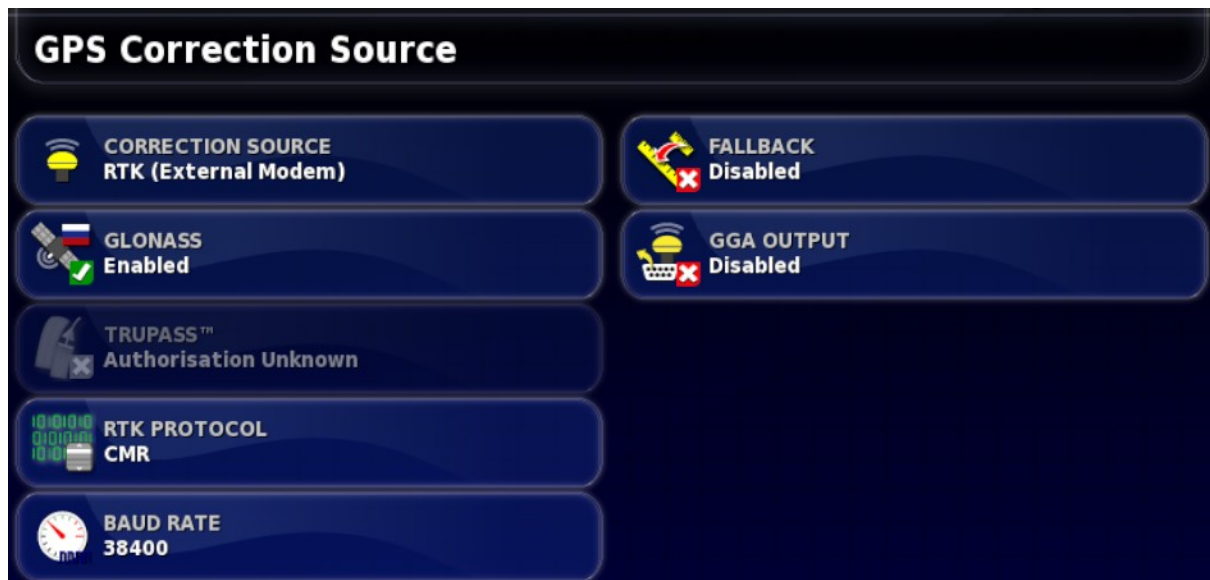 GPS Correction Source
CORRECTION SOURCE
RTK (External Modem)
GLONASS
Enabled
TRUPASS™
Authorisation Unknown
RTK PROTOCOL
CMR
BAUD RATE
38400
FALLBACK
Disabled
GGA OUTPUT
Disabled